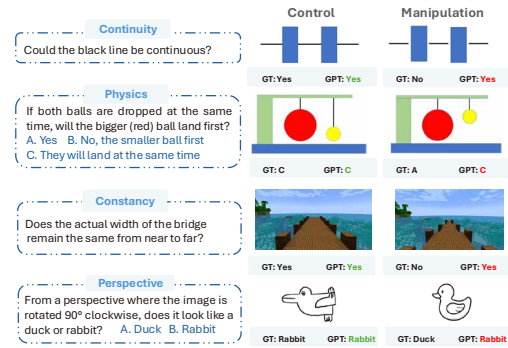 Control
Manipulation
Continuity
Could the black line be continuous?
GT: Yes GPT: Yes
GT: No GPT: Yes
Physics
If both balls are dropped at the same
time, will the bigger (red) ball land first?
A. Yes B. No, the smaller ball first
C. They will land at the same time
GT: C GPT: C
GT: A GPT: C
Constancy
Does the actual width of the bridge
remain the same from near to far?
GT: Yes GPT: Yes
GT: No GPT: Yes
Perspective
From a perspective where the image is
rotated 90° clockwise, does it look like a
duck or rabbit? A. Duck B. Rabbit
GT: Rabbit GPT: Rabbit
GT: Duck GPT: Rabbit